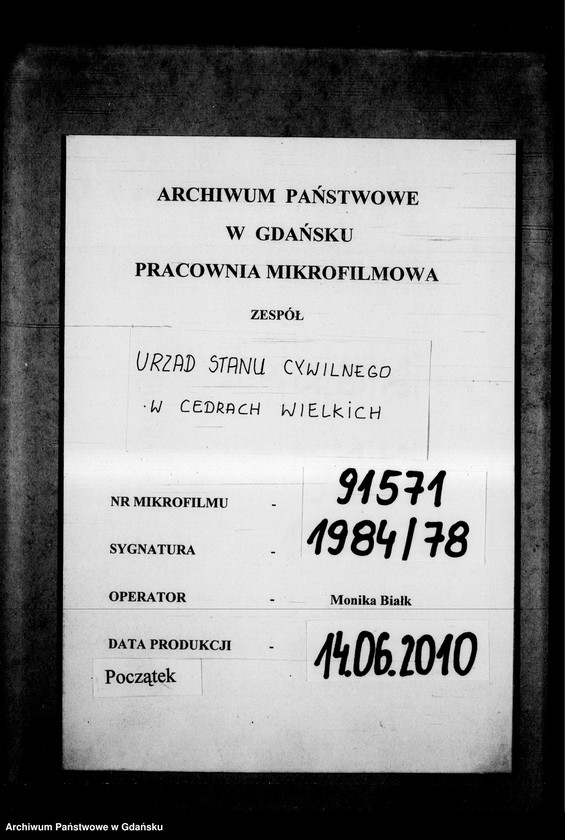 ARCHIWUM PAŃSTWOWE
W GDAŃSKU
PRACOWNIA MIKROFILMOWA
ZESPÓŁ
URZĄD STANU CYWILNEGO
W CEDRACH WIELKICH
NR MIKROFILMU - 91571
SYGNATURA - 1984/78
OPERATOR - Monika Białk
DATA PRODUKCJI - 14.06.2010
Początek
Archiwum Państwowe w Gdańsku